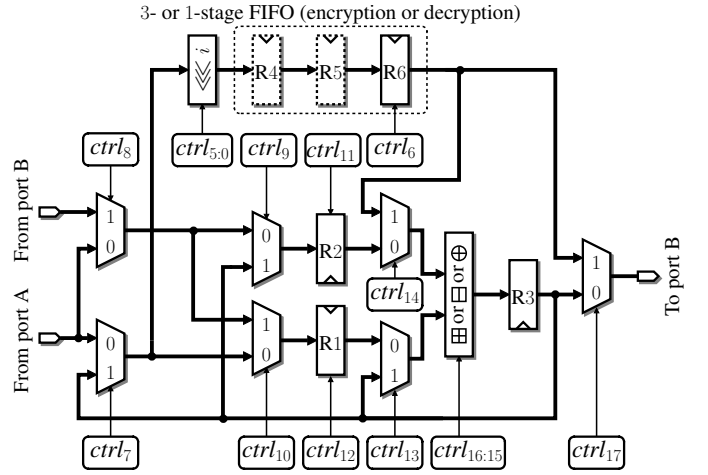 3- or 1-stage FIFO (encryption or decryption)
<<< i
R4
R5
R6
ctrl8
ctrl5:0
ctrl9
ctrl11
ctrl6
From port B
1
0
0
1
R2
1
0
ctrl14
⊞ or ⊟ or ⊕
R3
1
0
To port B
From port A
0
1
1
0
R1
0
1
ctrl7
ctrl10
ctrl12
ctrl13
ctrl16:15
ctrl17